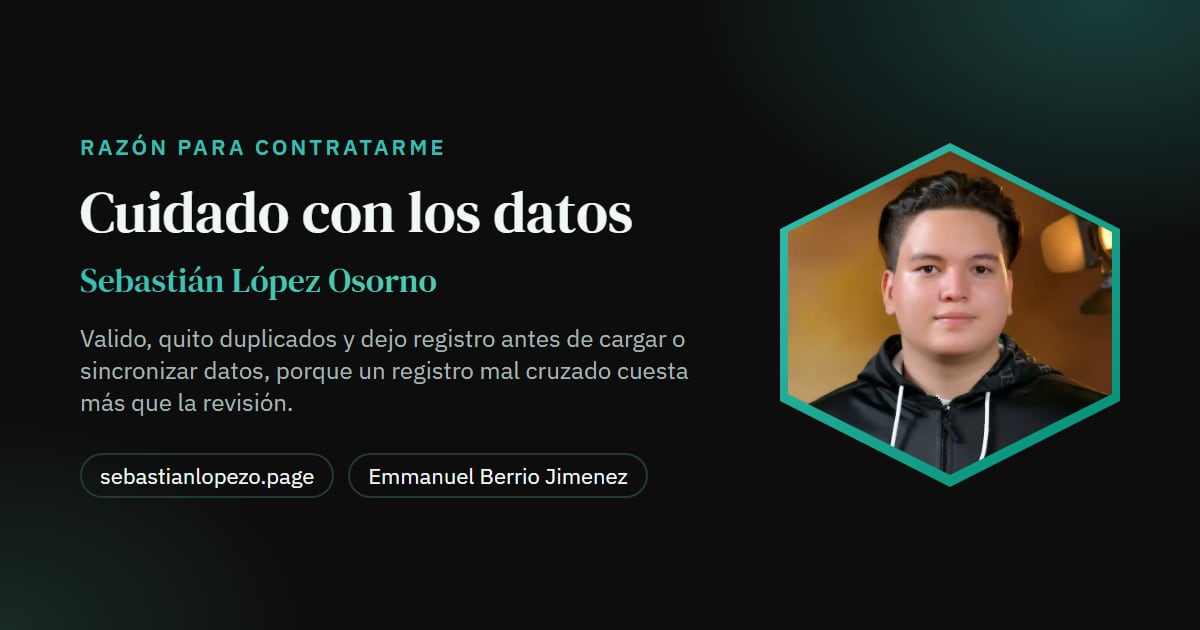 RAZÓN PARA CONTRATARME
Cuidado con los datos
Sebastián López Osorno
Valido, quito duplicados y dejo registro antes de cargar o
sincronizar datos, porque un registro mal cruzado cuesta
más que la revisión.
sebastianlopezo.page
Emmanuel Berrio Jimenez